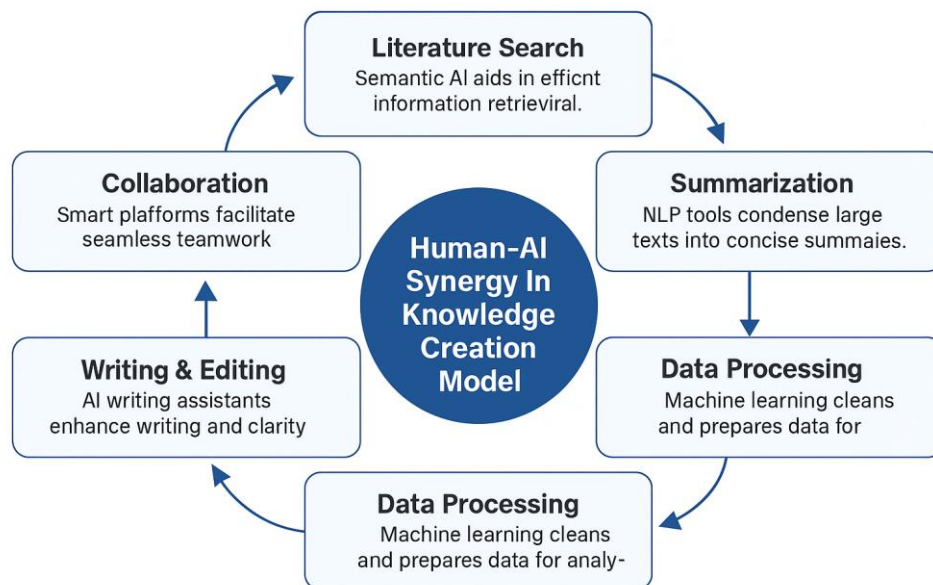 Literature Search
Semantic AI aids in efficnt
information retrieviral.
Summarization
NLP tools condense large
texts into concise summaies.
Data Processing
Machine learning cleans
and prepares data for
Data Processing
Machine learning cleans
and prepares data for analy-
Writing & Editing
AI writing assistants
enhance writing and clarity
Collaboration
Smart plafforms facilitate
seamless teamwork
Human-AI
Synergy In
Knowledge
Creation
Model